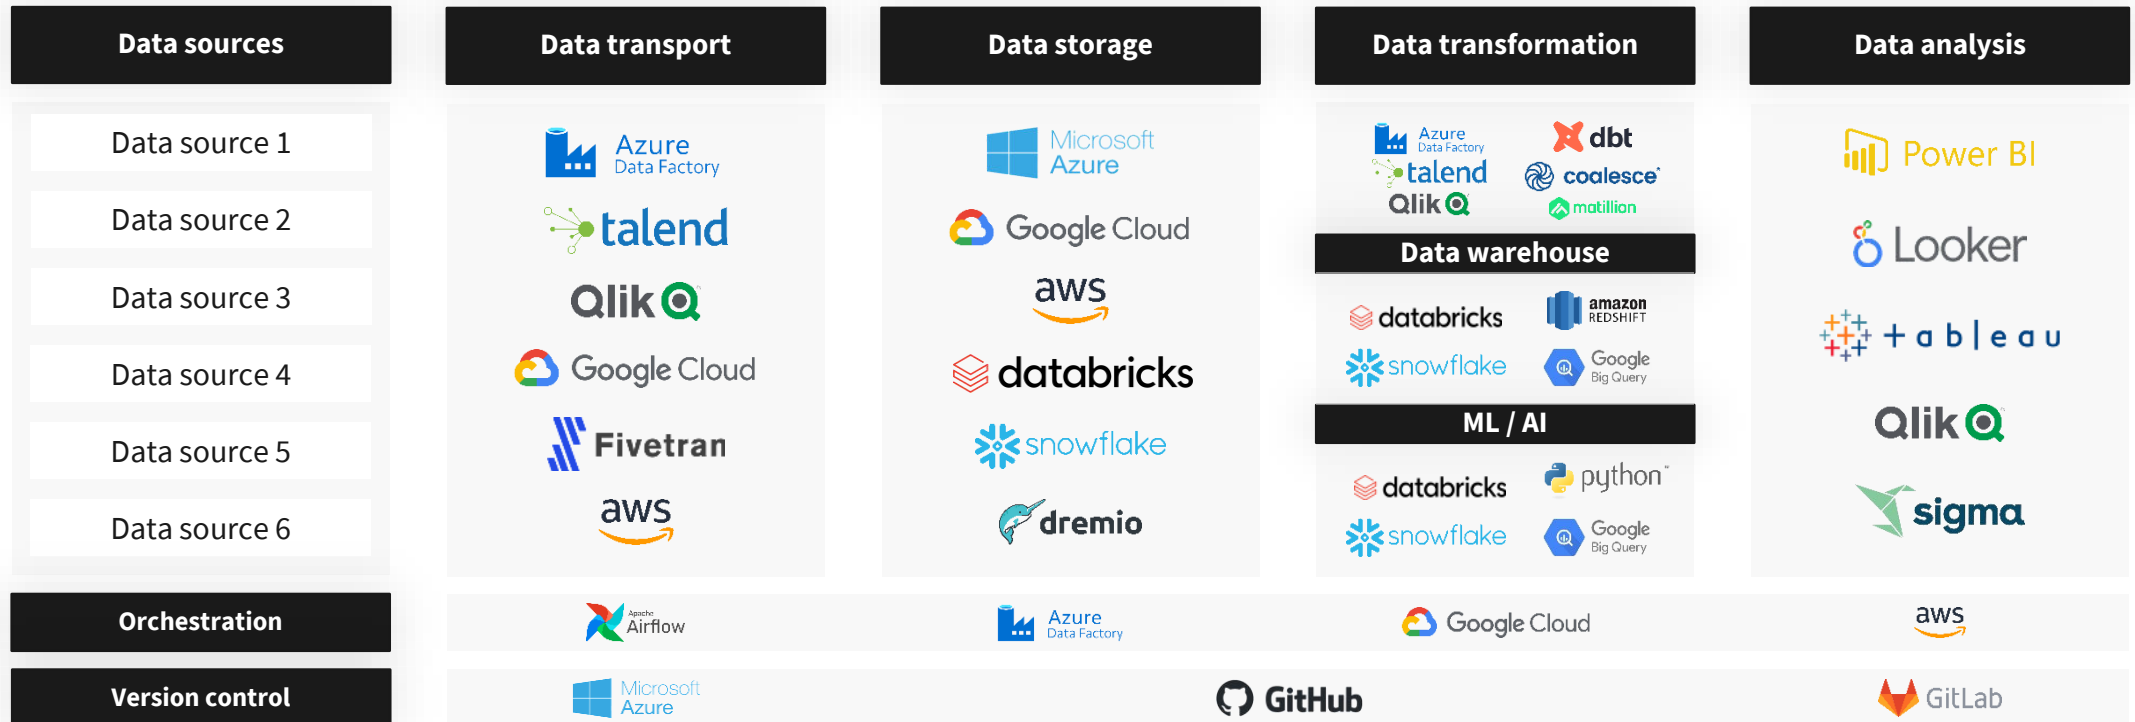 Data sources
Data source 1
Data source 2
Data source 3
Data source 4
Data source 5
Data source 6
Data transport
Azure
Data Factory
talend
Qlik
Google Cloud
Fivetran
aws
Data storage
Microsoft
Azure
Google Cloud
aws
databricks
snowflake
dremio
Data transformation
Azure
Data Factory
talend
Qlik
dbt
coalesce
matillion
Data warehouse
databricks
amazon
REDSHIFT
snowflake
Google
Big Query
ML / AI
databricks
python
snowflake
Google
Big Query
Data analysis
Power BI
Looker
+ableau
Qlik
sigma
Orchestration
Apache
Airflow
Azure
Data Factory
Google Cloud
aws
Version control
Microsoft
Azure
GitHub
GitLab